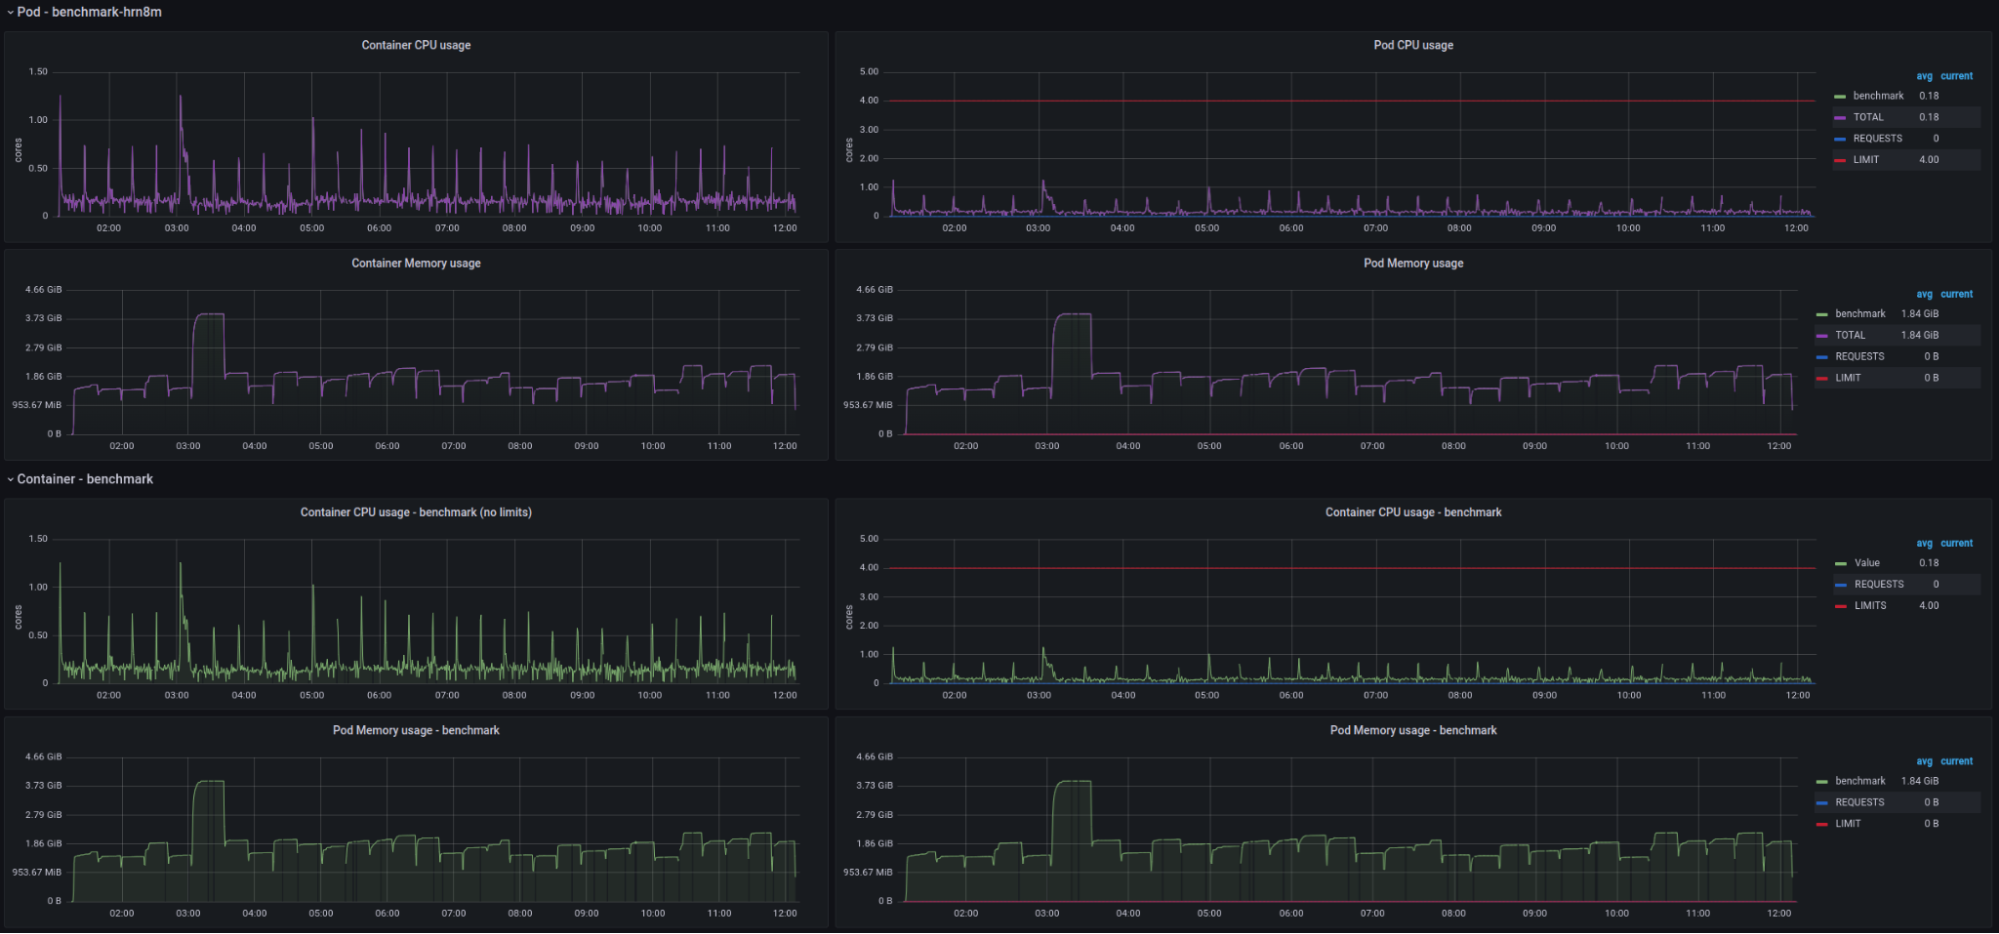 Pod - benchmark-hrn8m
Container CPU usage
1.50
1.00
0.50
0
cores
02:00 03:00 04:00 05:00 06:00 07:00 08:00 09:00 10:00 11:00 12:00
Pod CPU usage
5.00
4.00
3.00
2.00
1.00
0
cores
02:00 03:00 04:00 05:00 06:00 07:00 08:00 09:00 10:00 11:00 12:00
avg current
benchmark 0.18
TOTAL 0.18
REQUESTS 0
LIMIT 4.00
Container Memory usage
4.66 GiB
3.73 GiB
2.79 GiB
1.86 GiB
953.67 MiB
0 B
02:00 03:00 04:00 05:00 06:00 07:00 08:00 09:00 10:00 11:00 12:00
Pod Memory usage
4.66 GiB
3.73 GiB
2.79 GiB
1.86 GiB
953.67 MiB
0 B
02:00 03:00 04:00 05:00 06:00 07:00 08:00 09:00 10:00 11:00 12:00
avg current
benchmark 1.84 GiB
TOTAL 1.84 GiB
REQUESTS 0 B
LIMIT 0 B
Container - benchmark
Container CPU usage - benchmark (no limits)
1.50
1.00
0.50
0
cores
02:00 03:00 04:00 05:00 06:00 07:00 08:00 09:00 10:00 11:00 12:00
Container CPU usage - benchmark
5.00
4.00
3.00
2.00
1.00
0
cores
02:00 03:00 04:00 05:00 06:00 07:00 08:00 09:00 10:00 11:00 12:00
avg current
Value 0.18
REQUESTS 0
LIMITS 4.00
Pod Memory usage - benchmark
4.66 GiB
3.73 GiB
2.79 GiB
1.86 GiB
953.67 MiB
0 B
02:00 03:00 04:00 05:00 06:00 07:00 08:00 09:00 10:00 11:00 12:00
Pod Memory usage - benchmark
4.66 GiB
3.73 GiB
2.79 GiB
1.86 GiB
953.67 MiB
0 B
02:00 03:00 04:00 05:00 06:00 07:00 08:00 09:00 10:00 11:00 12:00
avg current
benchmark 1.84 GiB
REQUESTS 0 B
LIMIT 0 B